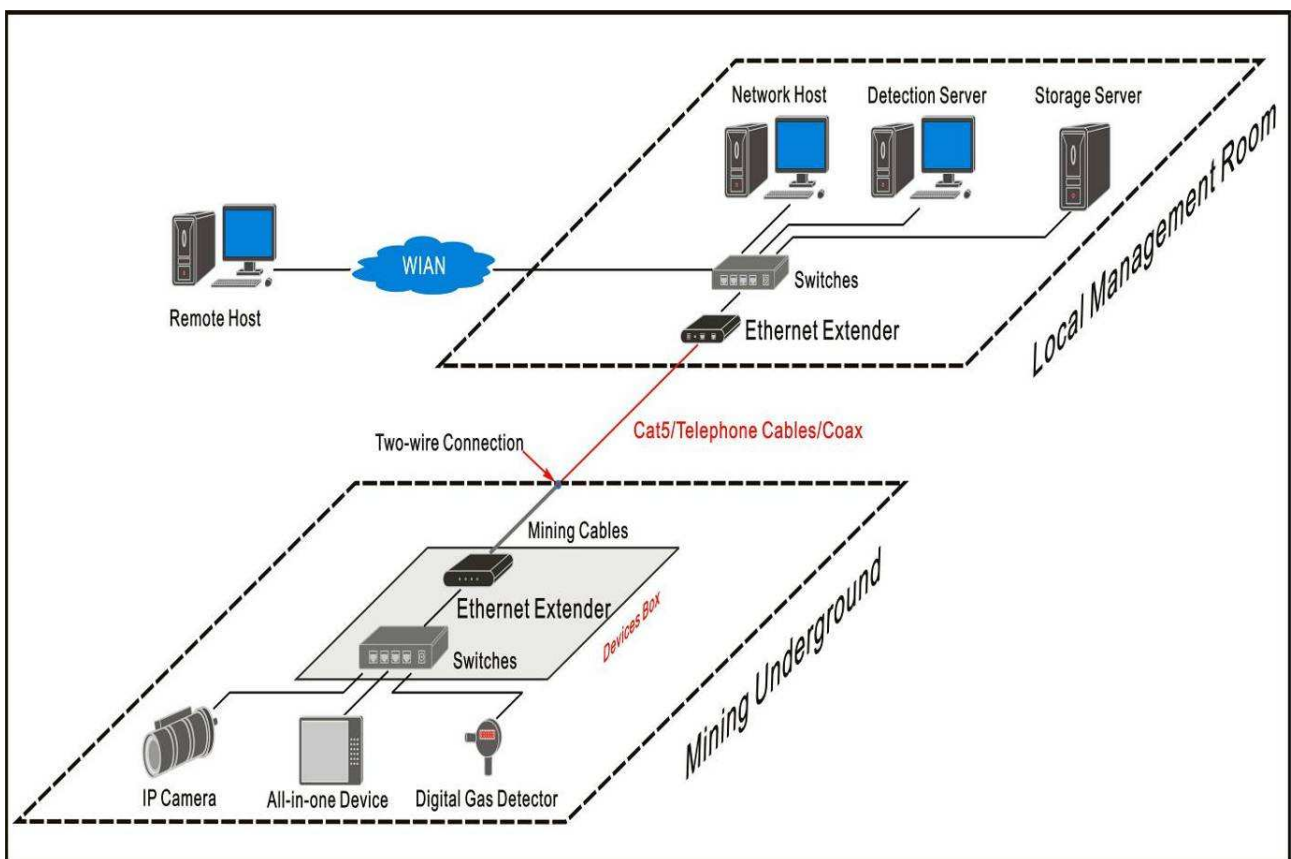 Network Host
Detection Server
Storage Server
WIAN
Switches
Remote Host
Ethernet Extender
Local Management Room
Cat5/Telephone Cables/Coax
Two-wire Connection
Mining Cables
Ethernet Extender
Devices Box
Switches
Mining Underground
IP Camera
All-in-one Device
Digital Gas Detector